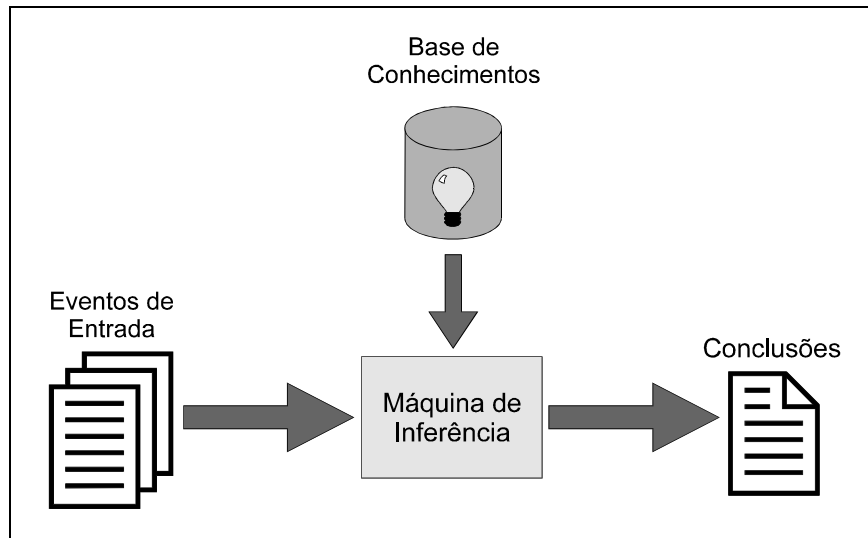 Base de
Conhecimentos
Eventos de
Entrada
Máquina de
Inferência
Conclusões